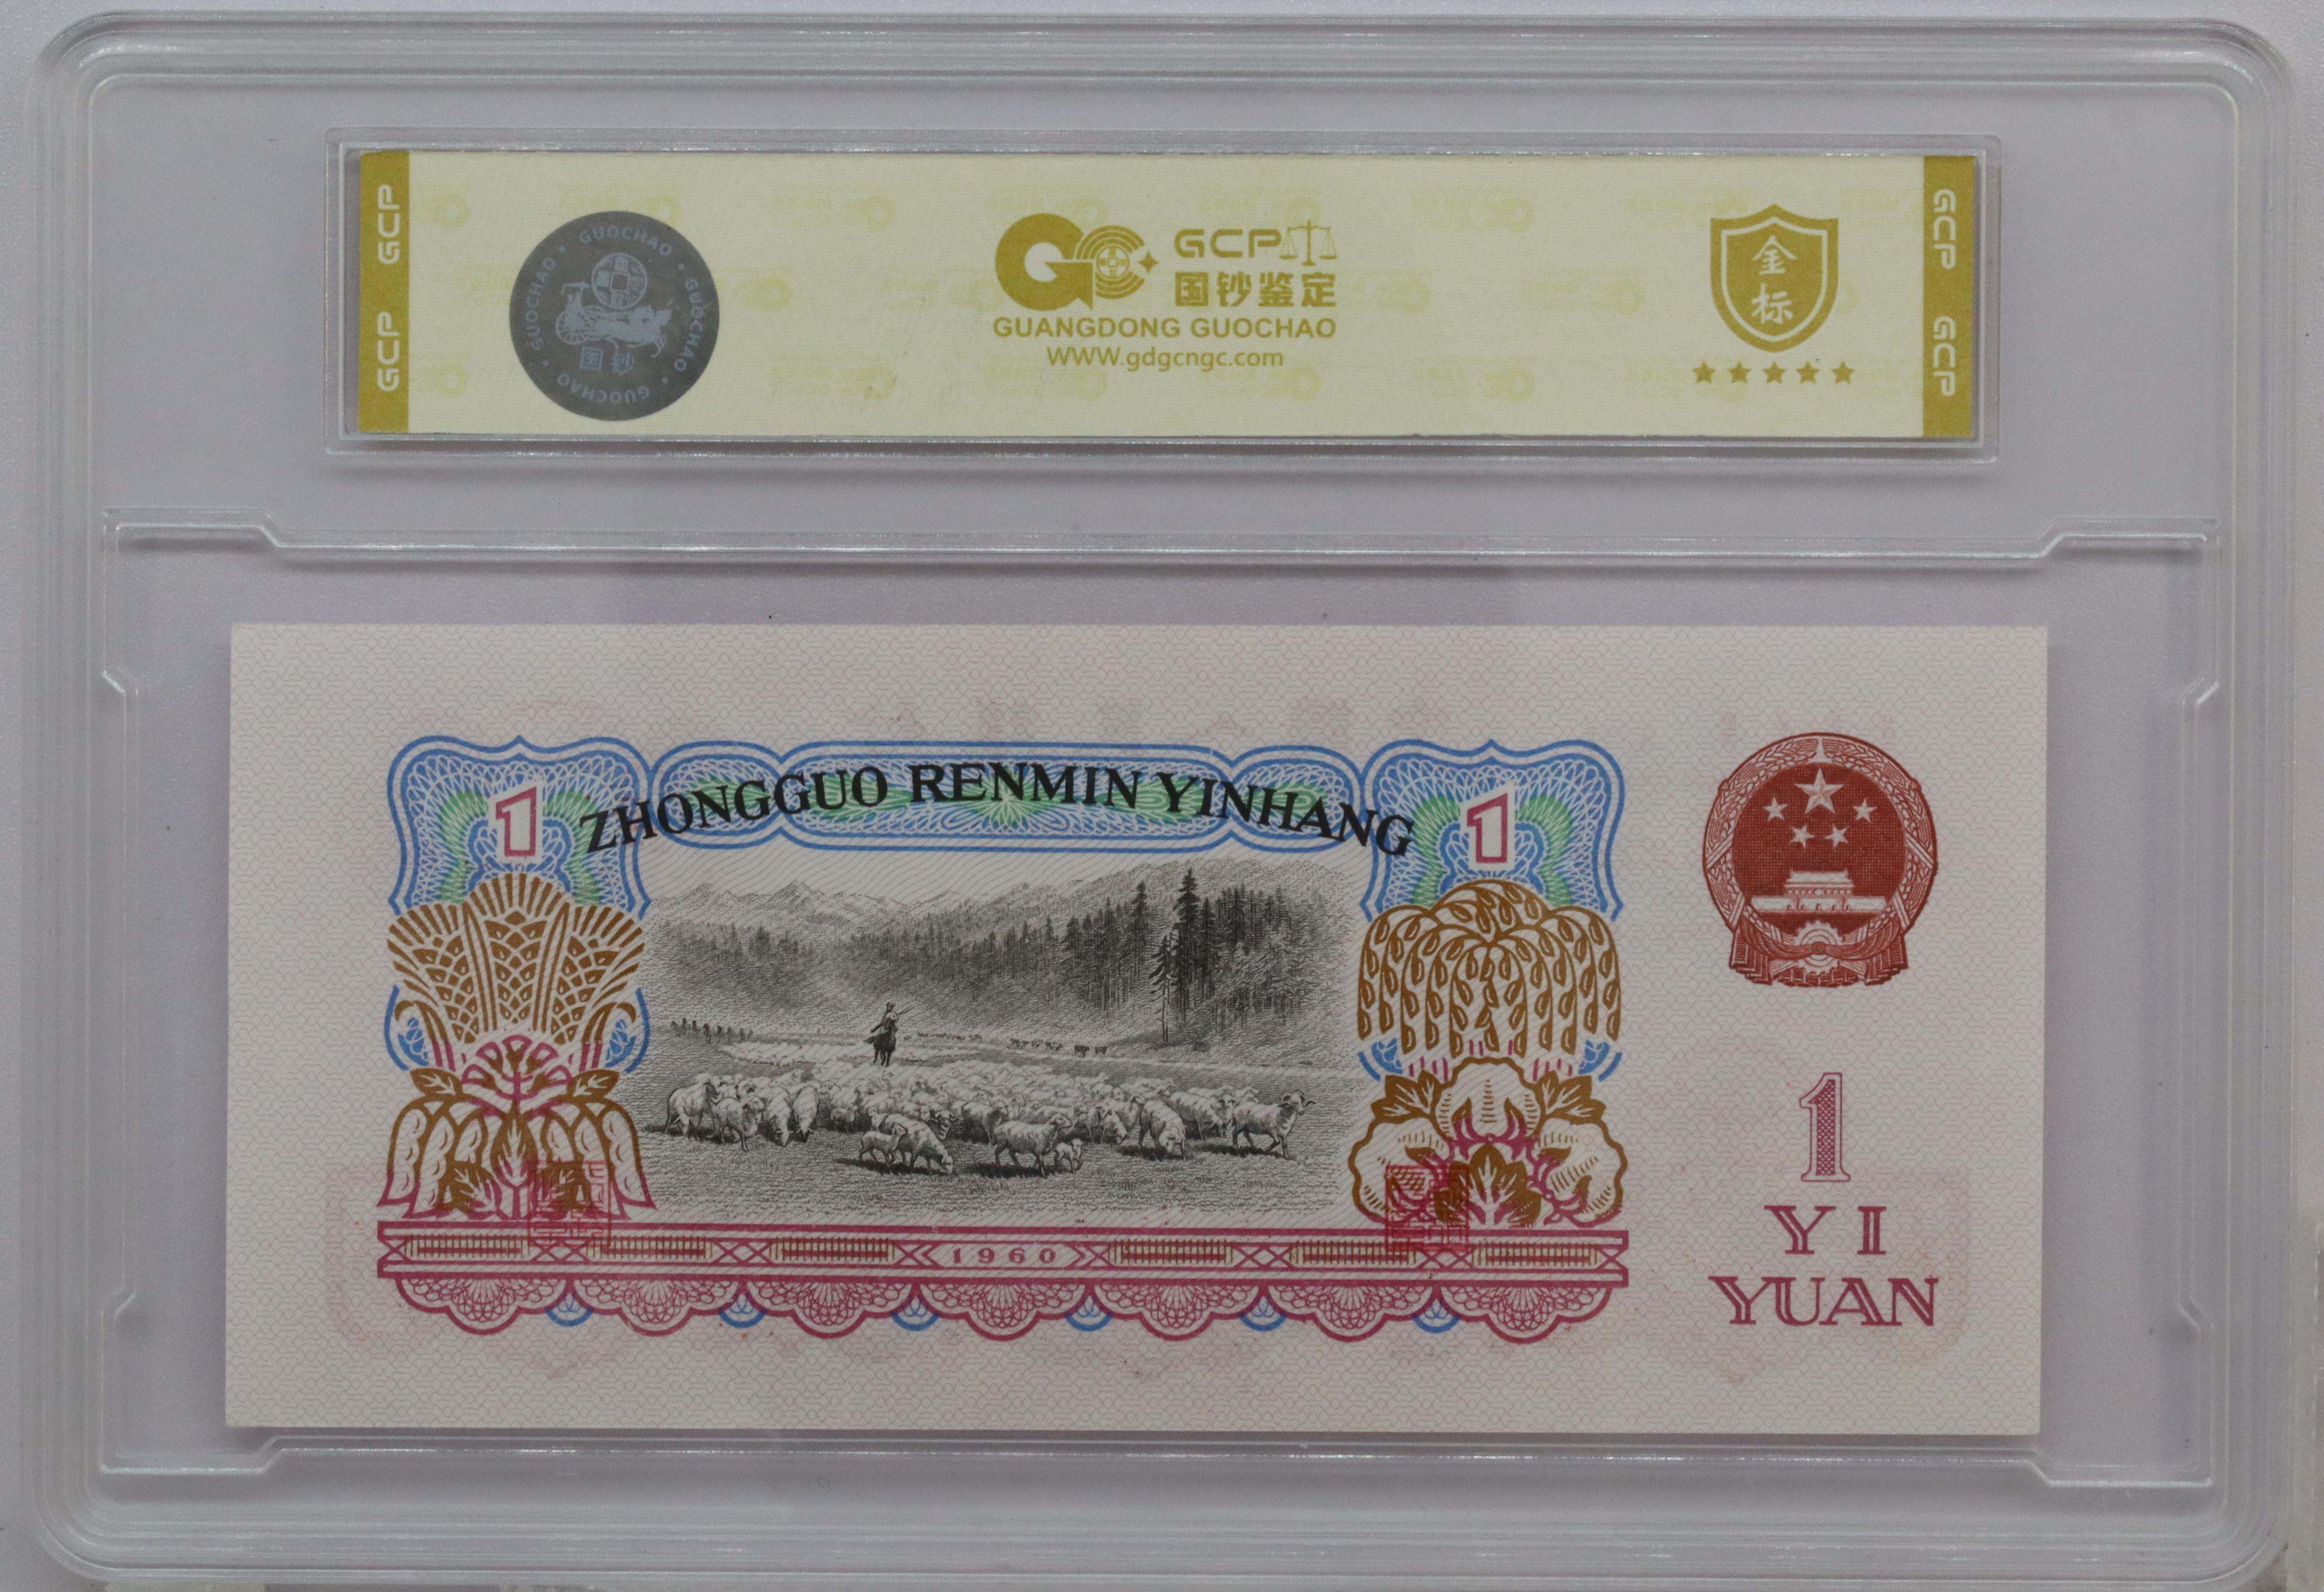 GCP GCP
GUOCHAO • GUOCHAO • GUOCHAO • GUOCHAO
国钞
GCP
国钞鉴定
GUANGDONG GUOCHAO
WWW.gdgcngc.com
金
标
GCP GCP
ZHONGGUO RENMIN YINHANG
1
1
1960
1
YI
YUAN